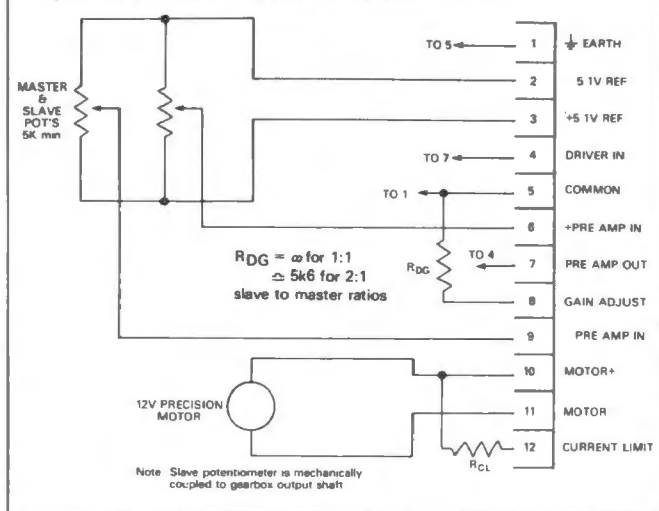 MASTER
&
SLAVE
POT'S
5K min
TO 5
1
EARTH
2
5 1V REF
3
+5 1V REF
TO 7
4
DRIVER IN
TO 1
5
COMMON
6
+PRE AMP IN
RDG = ∞ for 1:1
≏ 5k6 for 2:1
slave to master ratios
RDG
TO 4
7
PRE AMP OUT
8
GAIN ADJUST
9
PRE AMP IN
10
MOTOR+
12V PRECISION
MOTOR
11
MOTOR
RCL
12
CURRENT LIMIT
Note Slave potentiometer is mechanically
coupled to gearbox output shaft